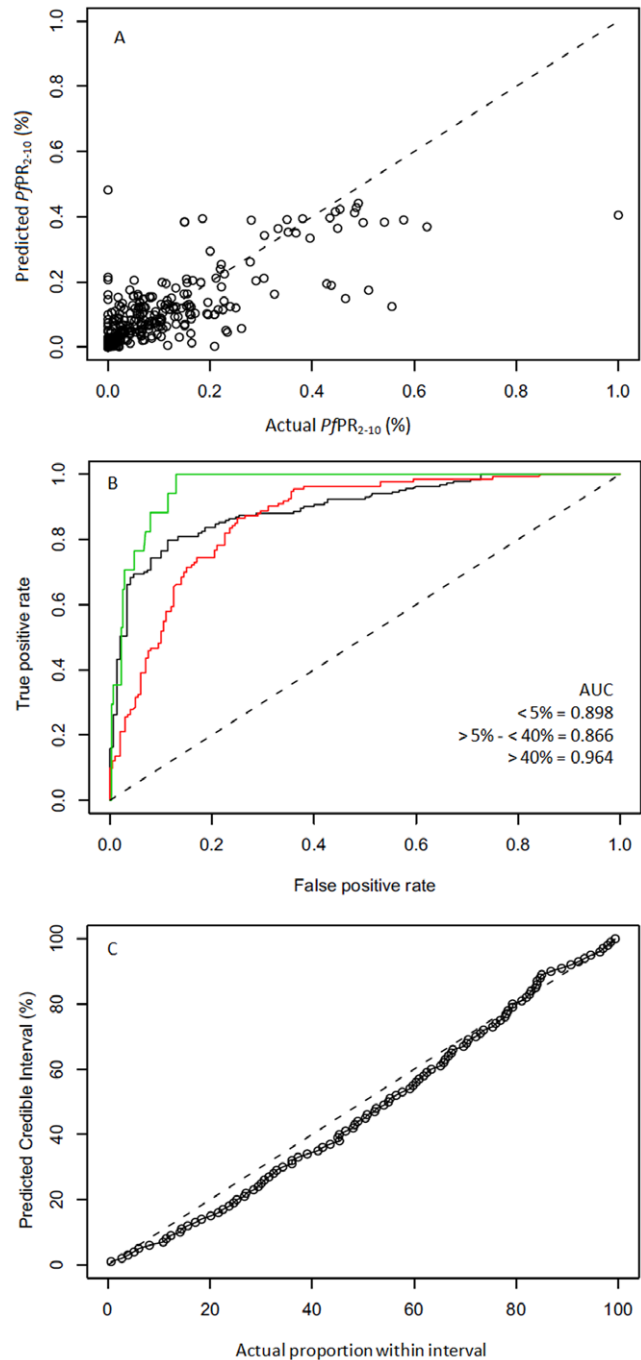 A
1.0
0.8
0.6
0.4
0.2
0.0
Predicted PfPR2-10 (%)
0.0 0.2 0.4 0.6 0.8 1.0
Actual PfPR2-10 (%)
B
1.0
0.8
0.6
0.4
0.2
0.0
True positive rate
AUC
< 5% = 0.898
> 5% - < 40% = 0.866
> 40% = 0.964
0.0 0.2 0.4 0.6 0.8 1.0
False positive rate
C
100
80
60
40
20
0
Predicted Credible Interval (%)
0 20 40 60 80 100
Actual proportion within interval